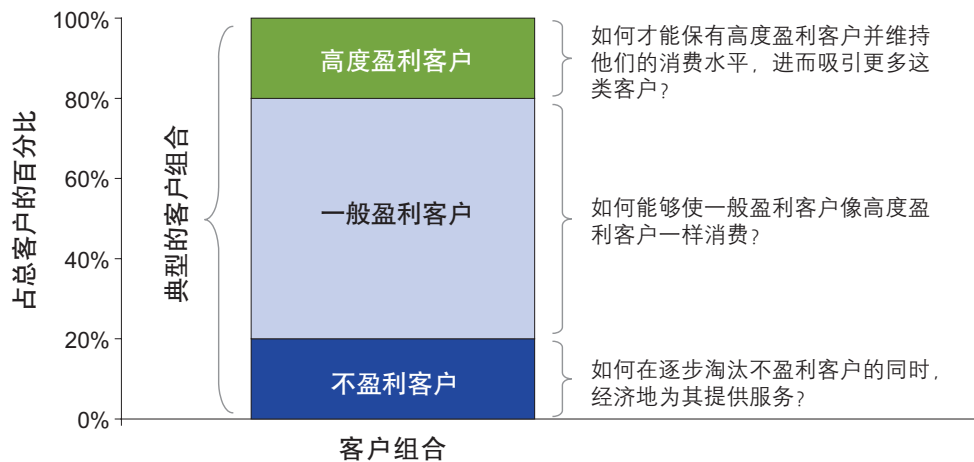 占总客户的百分比
100%
80%
60%
40%
20%
0%
典型的客户组合
高度盈利客户
一般盈利客户
不盈利客户
客户组合
如何才能保有高度盈利客户并维持
他们的消费水平，进而吸引更多这
类客户？
如何能够使一般盈利客户像高度盈
利客户一样消费？
如何在逐步淘汰不盈利客户的同时，
经济地为其提供服务？